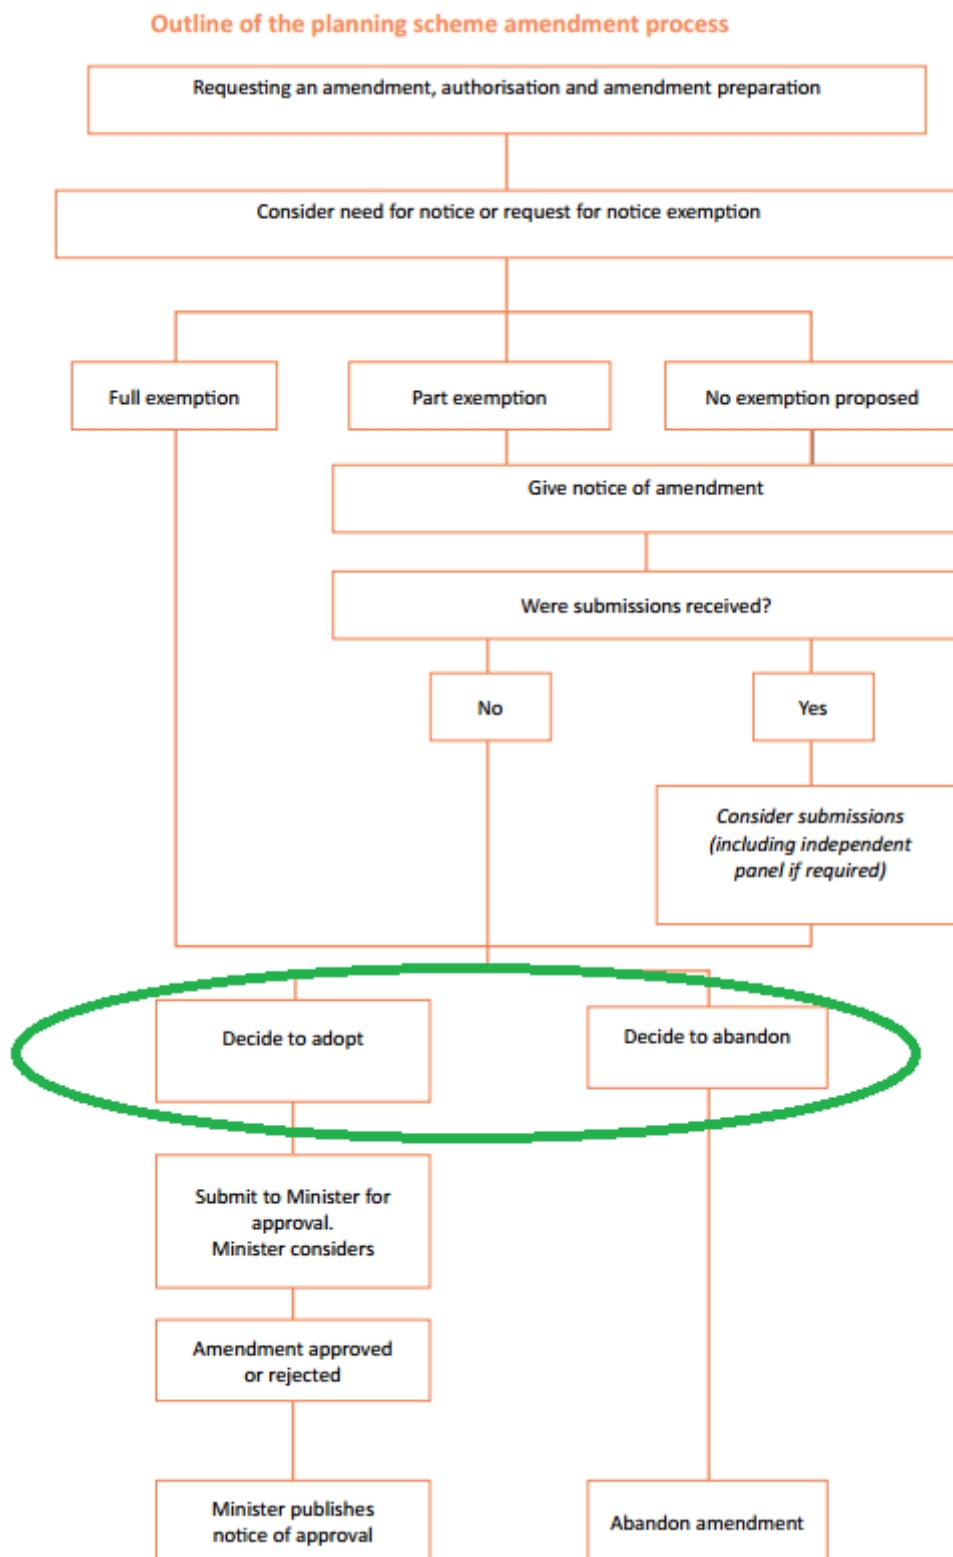 Outline of the planning scheme amendment process
Requesting an amendment, authorisation and amendment preparation
Consider need for notice or request for notice exemption
Full exemption
Part exemption
No exemption proposed
Give notice of amendment
Were submissions received?
No
Yes
Consider submissions
(including independent
panel if required)
Decide to adopt
Decide to abandon
Submit to Minister for
approval.
Minister considers
Amendment approved
or rejected
Minister publishes
notice of approval
Abandon amendment